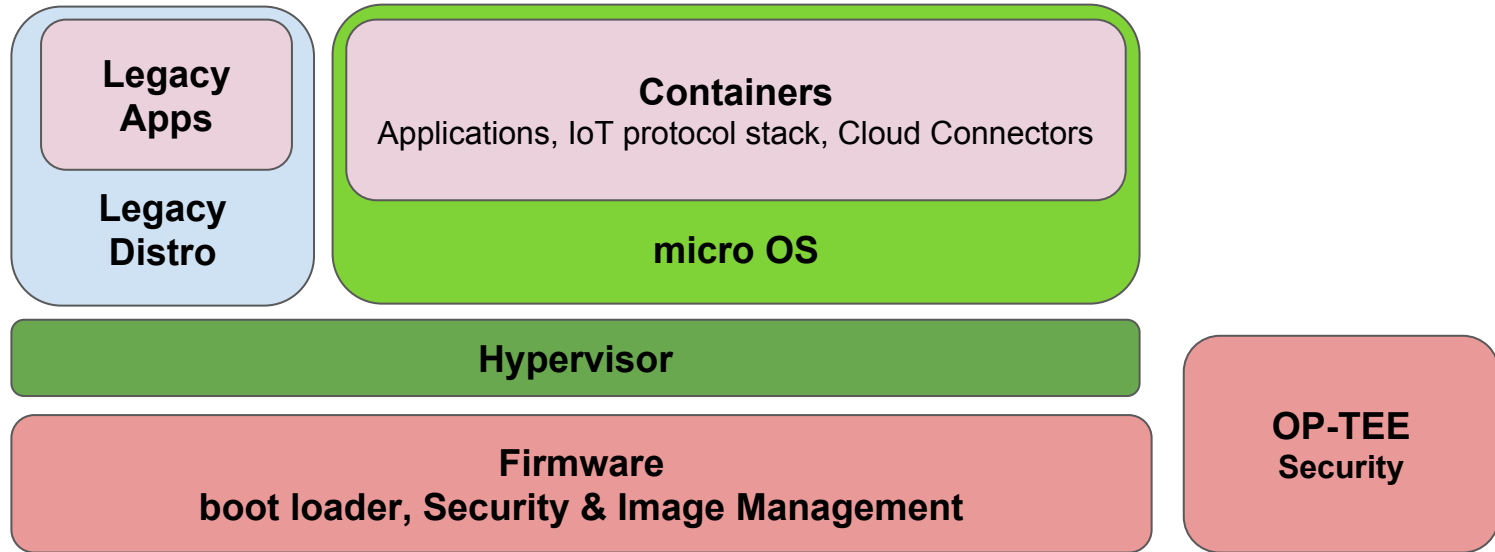 Legacy
Apps
Legacy
Distro
Containers
Applications, IoT protocol stack, Cloud Connectors
micro OS
Hypervisor
Firmware
boot loader, Security & Image Management
OP-TEE
Security